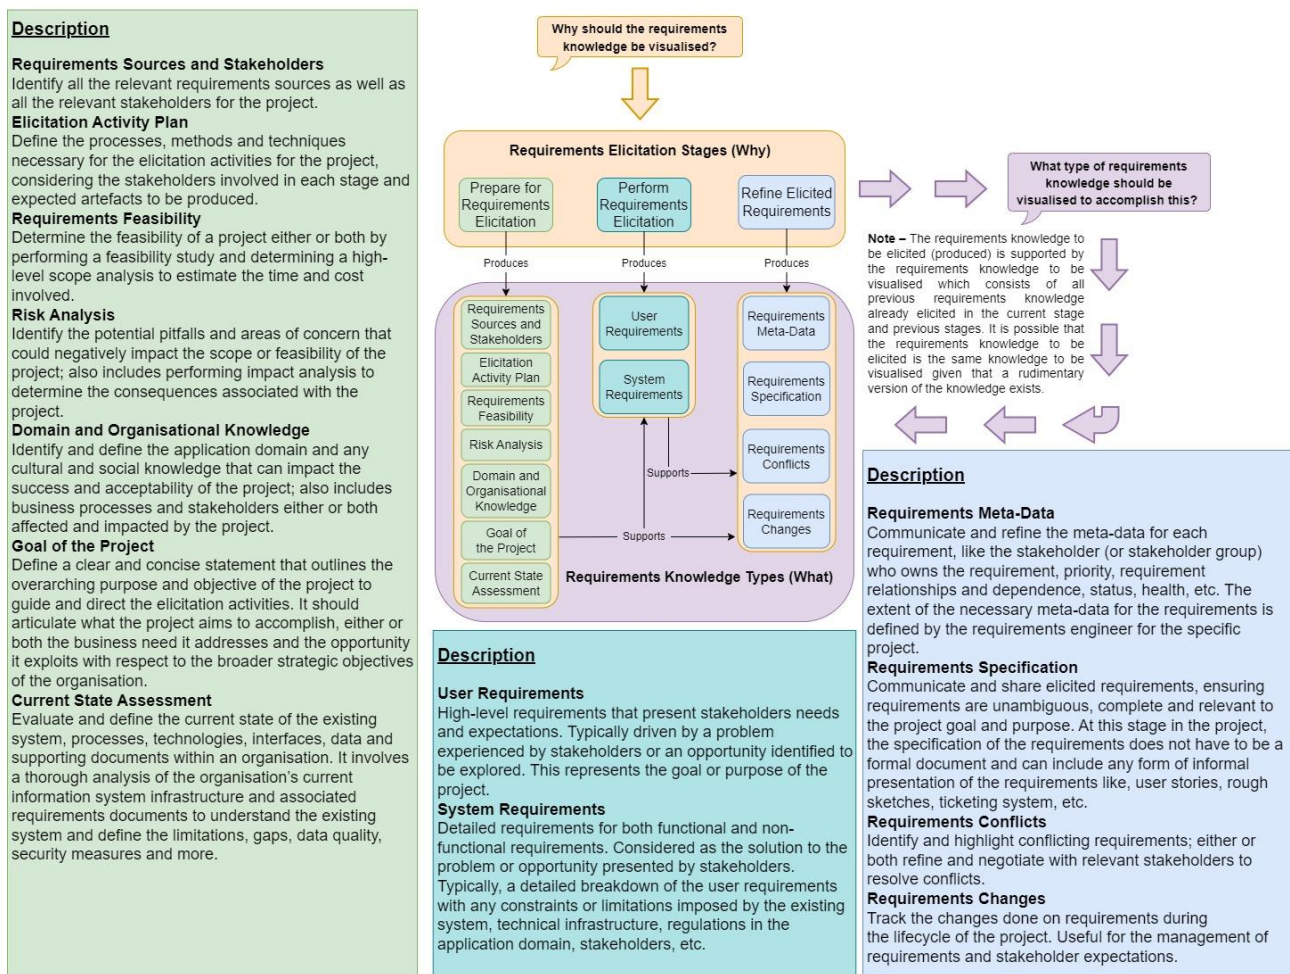 Description
Requirements Sources and Stakeholders
Identify all the relevant requirements sources as well as
all the relevant stakeholders for the project.
Elicitation Activity Plan
Define the processes, methods and techniques
necessary for the elicitation activities for the project,
considering the stakeholders involved in each stage and
expected artefacts to be produced.
Requirements Feasibility
Determine the feasibility of a project either or both by
performing a feasibility study and determining a high-
level scope analysis to estimate the time and cost
involved.
Risk Analysis
Identify the potential pitfalls and areas of concern that
could negatively impact the scope or feasibility of the
project; also includes performing impact analysis to
determine the consequences associated with the
project.
Domain and Organisational Knowledge
Identify and define the application domain and any
cultural and social knowledge that can impact the
success and acceptability of the project; also includes
business processes and stakeholders either or both
affected and impacted by the project.
Goal of the Project
Define a clear and concise statement that outlines the
overarching purpose and objective of the project to
guide and direct the elicitation activities. It should
articulate what the project aims to accomplish, either or
both the business need it addresses and the opportunity
it exploits with respect to the broader strategic objectives
of the organisation.
Current State Assessment
Evaluate and define the current state of the existing
system, processes, technologies, interfaces, data and
supporting documents within an organisation. It involves
a thorough analysis of the organisation's current
information system infrastructure and associated
requirements documents to understand the existing
system and define the limitations, gaps, data quality,
security measures and more.
Why should the requirements
knowledge be visualised?
Requirements Elicitation Stages (Why)
Prepare for
Requirements
Elicitation
Perform
Requirements
Elicitation
Refine Elicited
Requirements
Produces
Produces
Produces
Requirements
Sources and
Stakeholders
Elicitation
Activity Plan
Requirements
Feasibility
Risk Analysis
Domain and
Organisational
Knowledge
Goal of
the Project
Current State
Assessment
User
Requirements
System
Requirements
Supports
Supports
Requirements
Meta-Data
Requirements
Specification
Requirements
Conflicts
Requirements
Changes
Requirements Knowledge Types (What)
What type of requirements
knowledge should be
visualised to accomplish this?
Note – The requirements knowledge to
be elicited (produced) is supported by
the requirements knowledge to be
visualised which consists of all
previous requirements knowledge
already elicited in the current stage
and previous stages. It is possible that
the requirements knowledge to be
elicited is the same knowledge to be
visualised given that a rudimentary
version of the knowledge exists.
Description
User Requirements
High-level requirements that present stakeholders needs
and expectations. Typically driven by a problem
experienced by stakeholders or an opportunity identified to
be explored. This represents the goal or purpose of the
project.
System Requirements
Detailed requirements for both functional and non-
functional requirements. Considered as the solution to the
problem or opportunity presented by stakeholders.
Typically, a detailed breakdown of the user requirements
with any constraints or limitations imposed by the existing
system, technical infrastructure, regulations in the
application domain, stakeholders, etc.
Description
Requirements Meta-Data
Communicate and refine the meta-data for each
requirement, like the stakeholder (or stakeholder group)
who owns the requirement, priority, requirement
relationships and dependence, status, health, etc. The
extent of the necessary meta-data for the requirements is
defined by the requirements engineer for the specific
project.
Requirements Specification
Communicate and share elicited requirements, ensuring
requirements are unambiguous, complete and relevant to
the project goal and purpose. At this stage in the project,
the specification of the requirements does not have to be a
formal document and can include any form of informal
presentation of the requirements like, user stories, rough
sketches, ticketing system, etc.
Requirements Conflicts
Identify and highlight conflicting requirements; either or
both refine and negotiate with relevant stakeholders to
resolve conflicts.
Requirements Changes
Track the changes done on requirements during
the lifecycle of the project. Useful for the management of
requirements and stakeholder expectations.